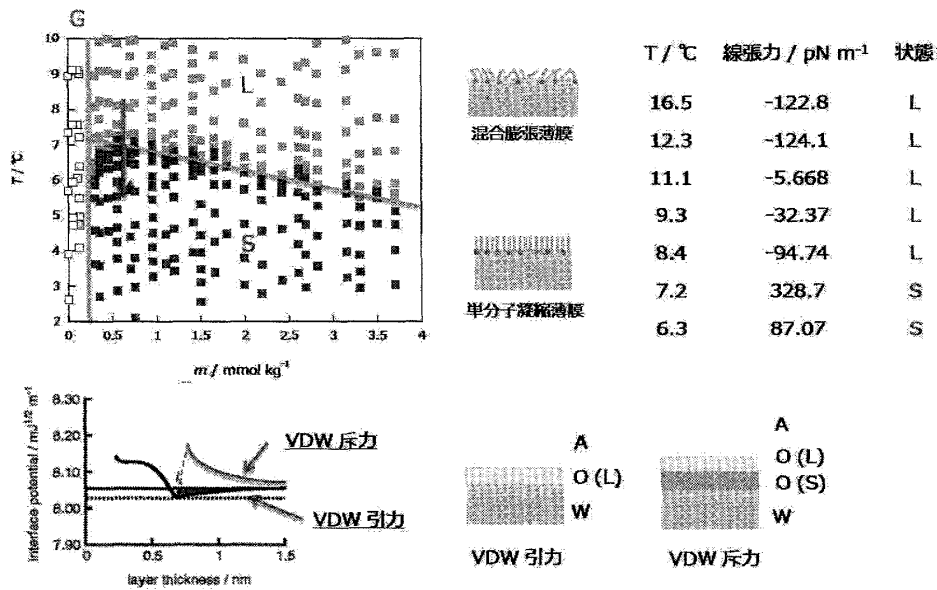 G
10
9
8
7
6
5
4
3
2
T / ℃
L
S
0 0.5 1 1.5 2 2.5 3 3.5 4
m / mmol kg⁻¹
混合膨張薄膜
単分子凝縮薄膜
T / ℃ 線張力 / pN m⁻¹ 状態
16.5 -122.8 L
12.3 -124.1 L
11.1 -5.668 L
9.3 -32.37 L
8.4 -94.74 L
7.2 328.7 S
6.3 87.07 S
interface potential / mJ¹ᐟ² m⁻¹
8.30
8.20
8.10
8.00
7.90
0 0.5 1.0 1.5
layer thickness / nm
VDW 斥力
VDW 引力
A
O (L)
W
VDW 引力
A
O (L)
O (S)
W
VDW 斥力